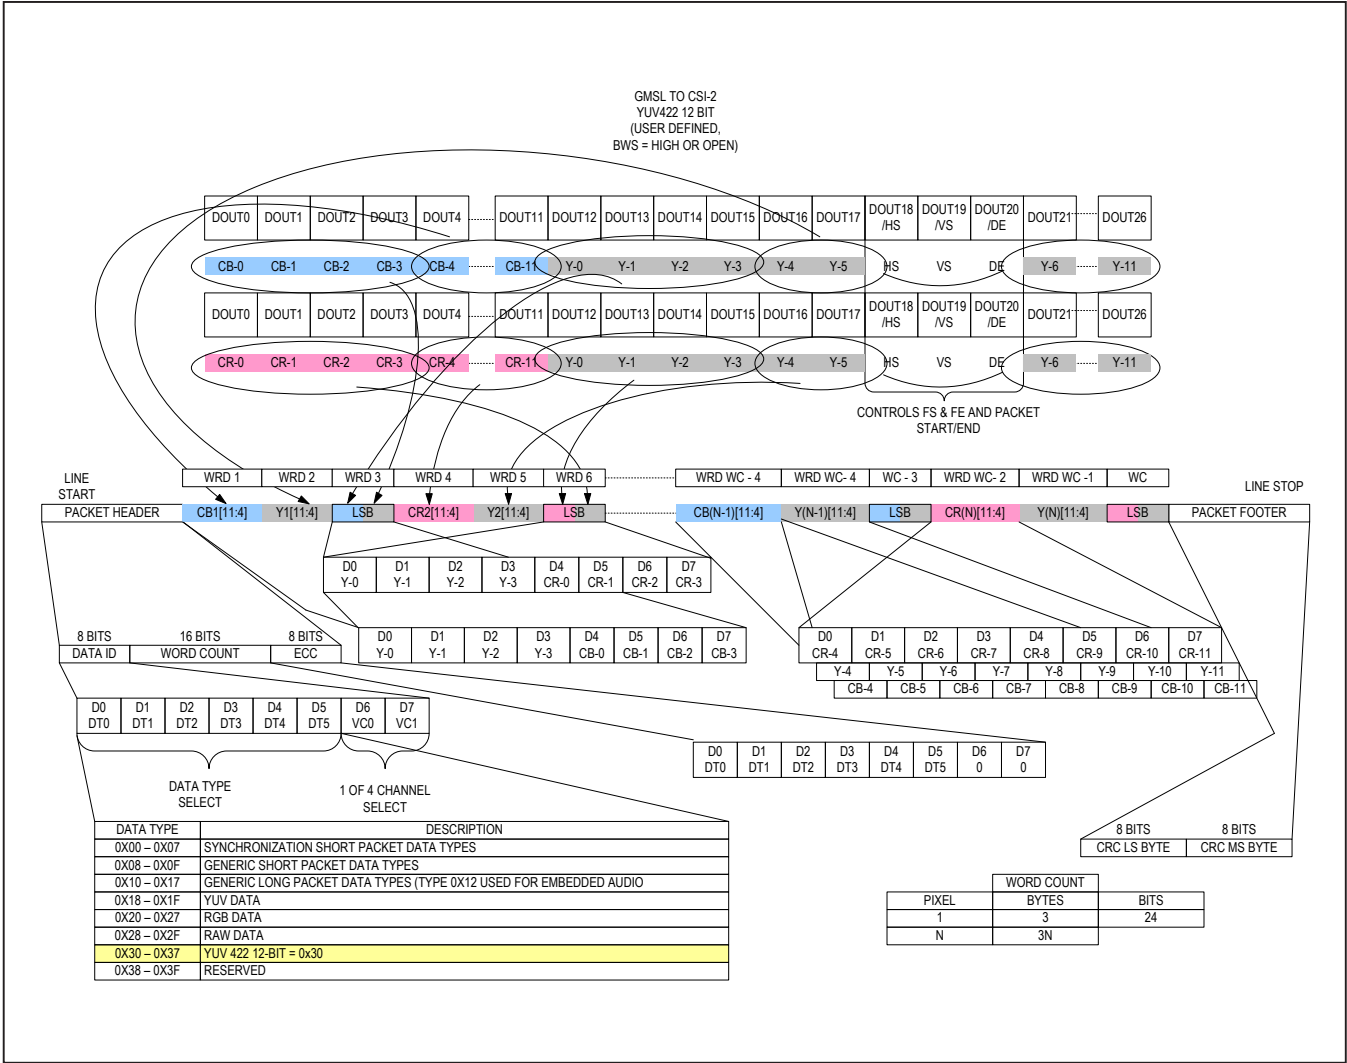 GMSL TO CSI-2
YUV422 12 BIT
(USER DEFINED,
BWS = HIGH OR OPEN)
DOUT0 DOUT1 DOUT2 DOUT3 DOUT4 DOUT11 DOUT12 DOUT13 DOUT14 DOUT15 DOUT16 DOUT17 DOUT18 /HS DOUT19 /VS DOUT20 /DE DOUT21 DOUT26
CB-0 CB-1 CB-2 CB-3 CB-4 CB-11 Y-0 Y-1 Y-2 Y-3 Y-4 Y-5 HS VS DE Y-6 Y-11
DOUT0 DOUT1 DOUT2 DOUT3 DOUT4 DOUT11 DOUT12 DOUT13 DOUT14 DOUT15 DOUT16 DOUT17 DOUT18 /HS DOUT19 /VS DOUT20 /DE DOUT21 DOUT26
CR-0 CR-1 CR-2 CR-3 CR-4 CR-11 Y-0 Y-1 Y-2 Y-3 Y-4 Y-5 HS VS DE Y-6 Y-11
CONTROLS FS & FE AND PACKET
START/END
LINE
START
WRD 1 WRD 2 WRD 3 WRD 4 WRD 5 WRD 6 WRD WC - 4 WRD WC- 4 WC - 3 WRD WC- 2 WRD WC -1 WC
LINE STOP
PACKET HEADER CB1[11:4] Y1[11:4] LSB CR2[11:4] Y2[11:4] LSB CB(N-1)[11:4] Y(N-1)[11:4] LSB CR(N)[11:4] Y(N)[11:4] LSB PACKET FOOTER
D0 D1 D2 D3 D4 D5 D6 D7
Y-0 Y-1 Y-2 Y-3 CR-0 CR-1 CR-2 CR-3
D0 D1 D2 D3 D4 D5 D6 D7
Y-0 Y-1 Y-2 Y-3 CB-0 CB-1 CB-2 CB-3
D0 D1 D2 D3 D4 D5 D6 D7
CR-4 CR-5 CR-6 CR-7 CR-8 CR-9 CR-10 CR-11
Y-4 Y-5 Y-6 Y-7 Y-8 Y-9 Y-10 Y-11
CB-4 CB-5 CB-6 CB-7 CB-8 CB-9 CB-10 CB-11
8 BITS 16 BITS 8 BITS
DATA ID WORD COUNT ECC
D0 D1 D2 D3 D4 D5 D6 D7
DT0 DT1 DT2 DT3 DT4 DT5 VC0 VC1
D0 D1 D2 D3 D4 D5 D6 D7
DT0 DT1 DT2 DT3 DT4 DT5 0 0
DATA TYPE
SELECT
1 OF 4 CHANNEL
SELECT
DATA TYPE DESCRIPTION
0X00 – 0X07 SYNCHRONIZATION SHORT PACKET DATA TYPES
0X08 – 0X0F GENERIC SHORT PACKET DATA TYPES
0X10 – 0X17 GENERIC LONG PACKET DATA TYPES (TYPE 0X12 USED FOR EMBEDDED AUDIO
0X18 – 0X1F YUV DATA
0X20 – 0X27 RGB DATA
0X28 – 0X2F RAW DATA
0X30 – 0X37 YUV 422 12-BIT = 0x30
0X38 – 0X3F RESERVED
8 BITS 8 BITS
CRC LS BYTE CRC MS BYTE
WORD COUNT
PIXEL BYTES BITS
1 3 24
N 3N